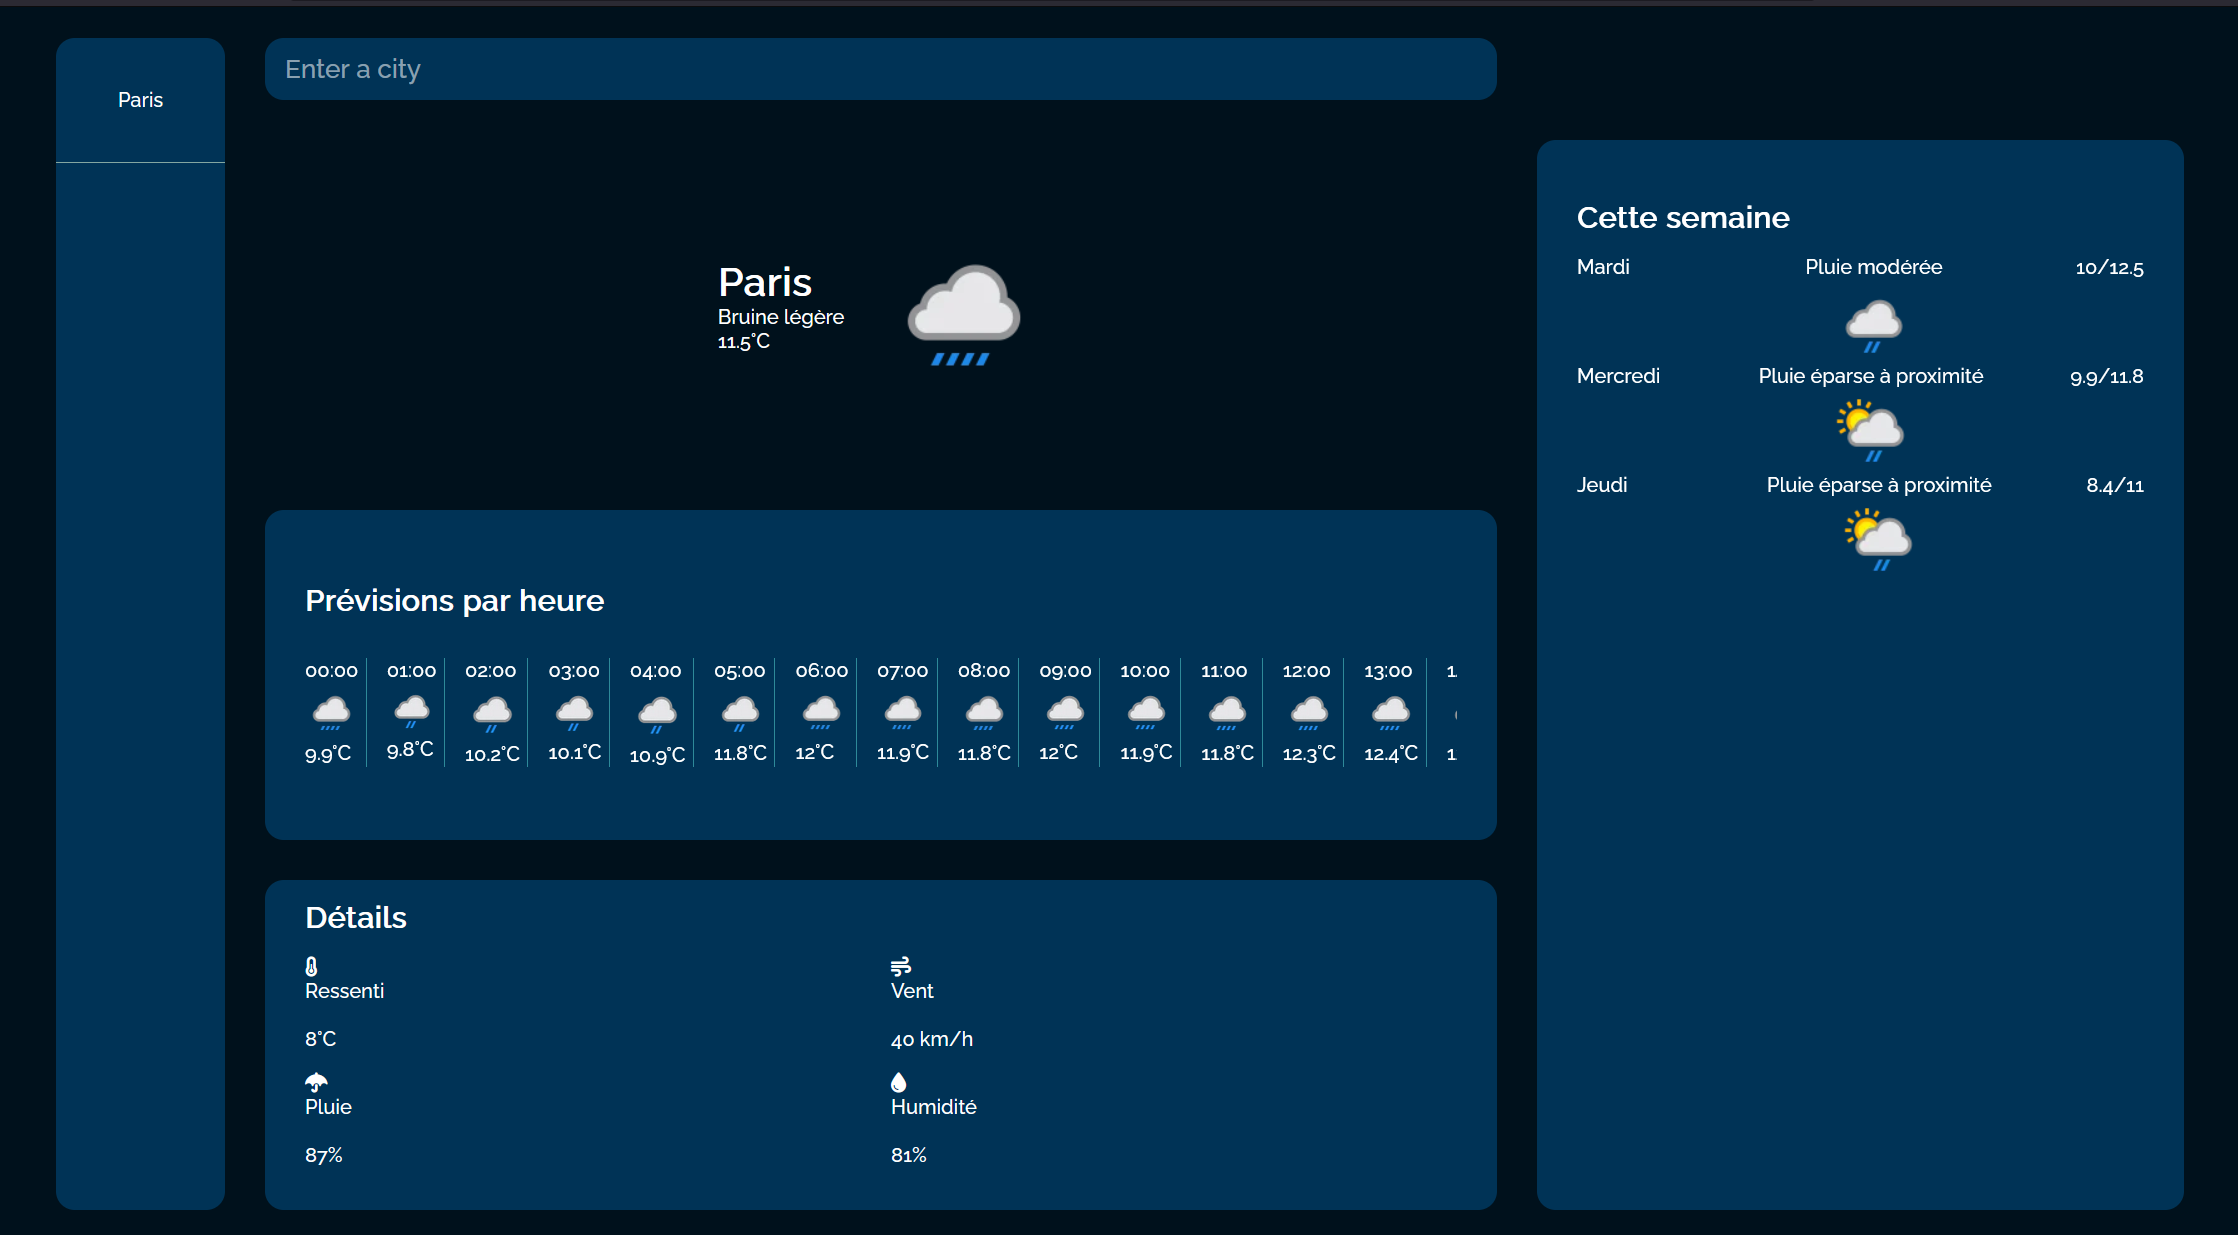 Paris
Enter a city
Paris
Bruine légère
11.5°C
Prévisions par heure
00:00 01:00 02:00 03:00 04:00 05:00 06:00 07:00 08:00 09:00 10:00 11:00 12:00 13:00 1
9.9°C 9.8°C 10.2°C 10.1°C 10.9°C 11.8°C 12°C 11.9°C 11.8°C 12°C 11.9°C 11.8°C 12.3°C 12.4°C 1
Détails
Ressenti
8°C
Vent
40 km/h
Pluie
87%
Humidité
81%
Cette semaine
Mardi Pluie modérée 10/12.5
Mercredi Pluie éparse à proximité 9.9/11.8
Jeudi Pluie éparse à proximité 8.4/11